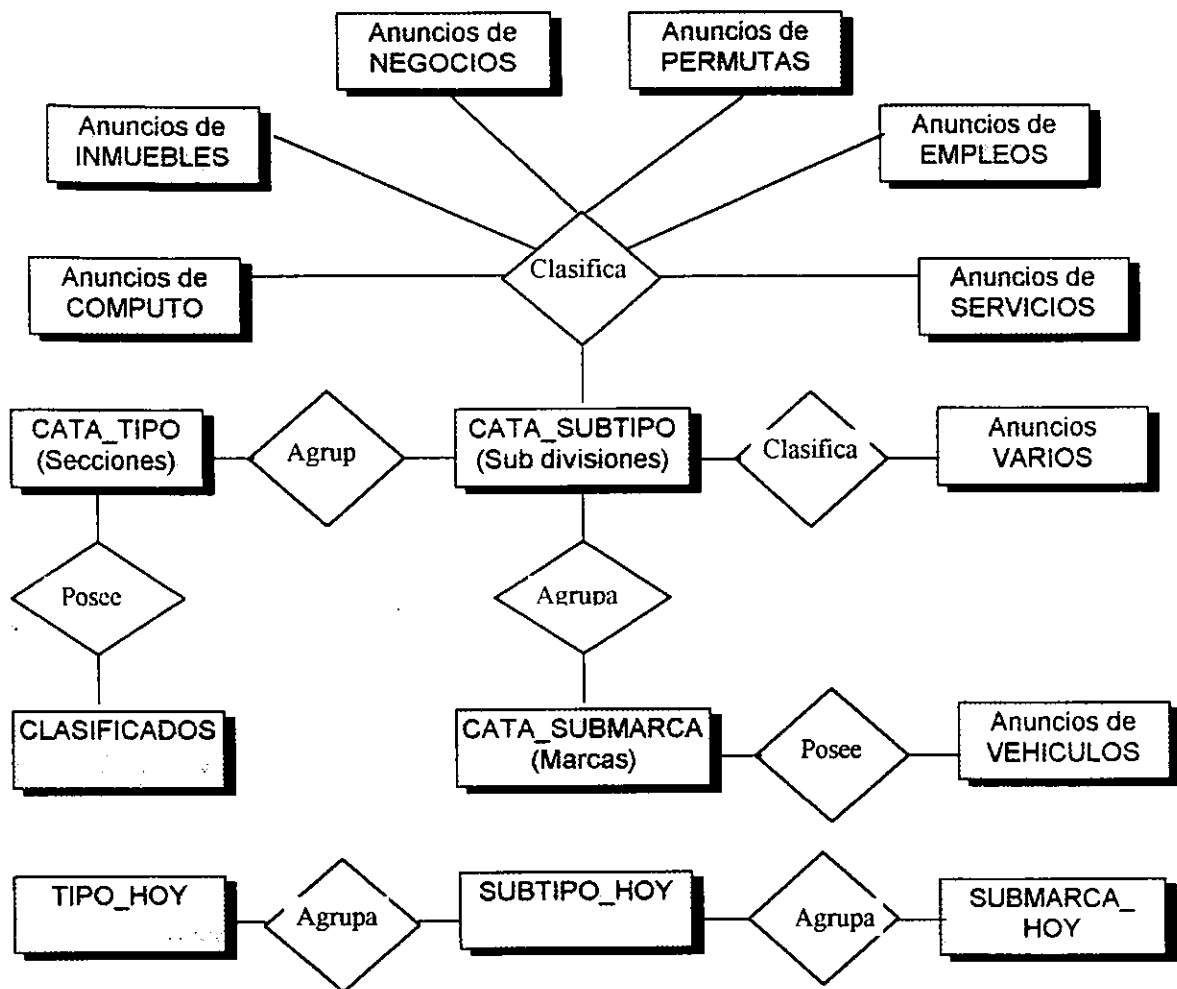 Anuncios de
NEGOCIOS
Anuncios de
PERMUTAS
Anuncios de
INMUEBLES
Anuncios de
EMPLEOS
Clasifica
Anuncios de
COMPUTO
Anuncios de
SERVICIOS
CATA_TIPO
(Secciones)
Agrup
CATA_SUBTIPO
(Sub divisiones)
Clasifica
Anuncios
VARIOS
Posee
Agrupa
CLASIFICADOS
CATA_SUBMARCA
(Marcas)
Posee
Anuncios de
VEHICULOS
TIPO_HOY
Agrupa
SUBTIPO_HOY
Agrupa
SUBMARCA_
HOY